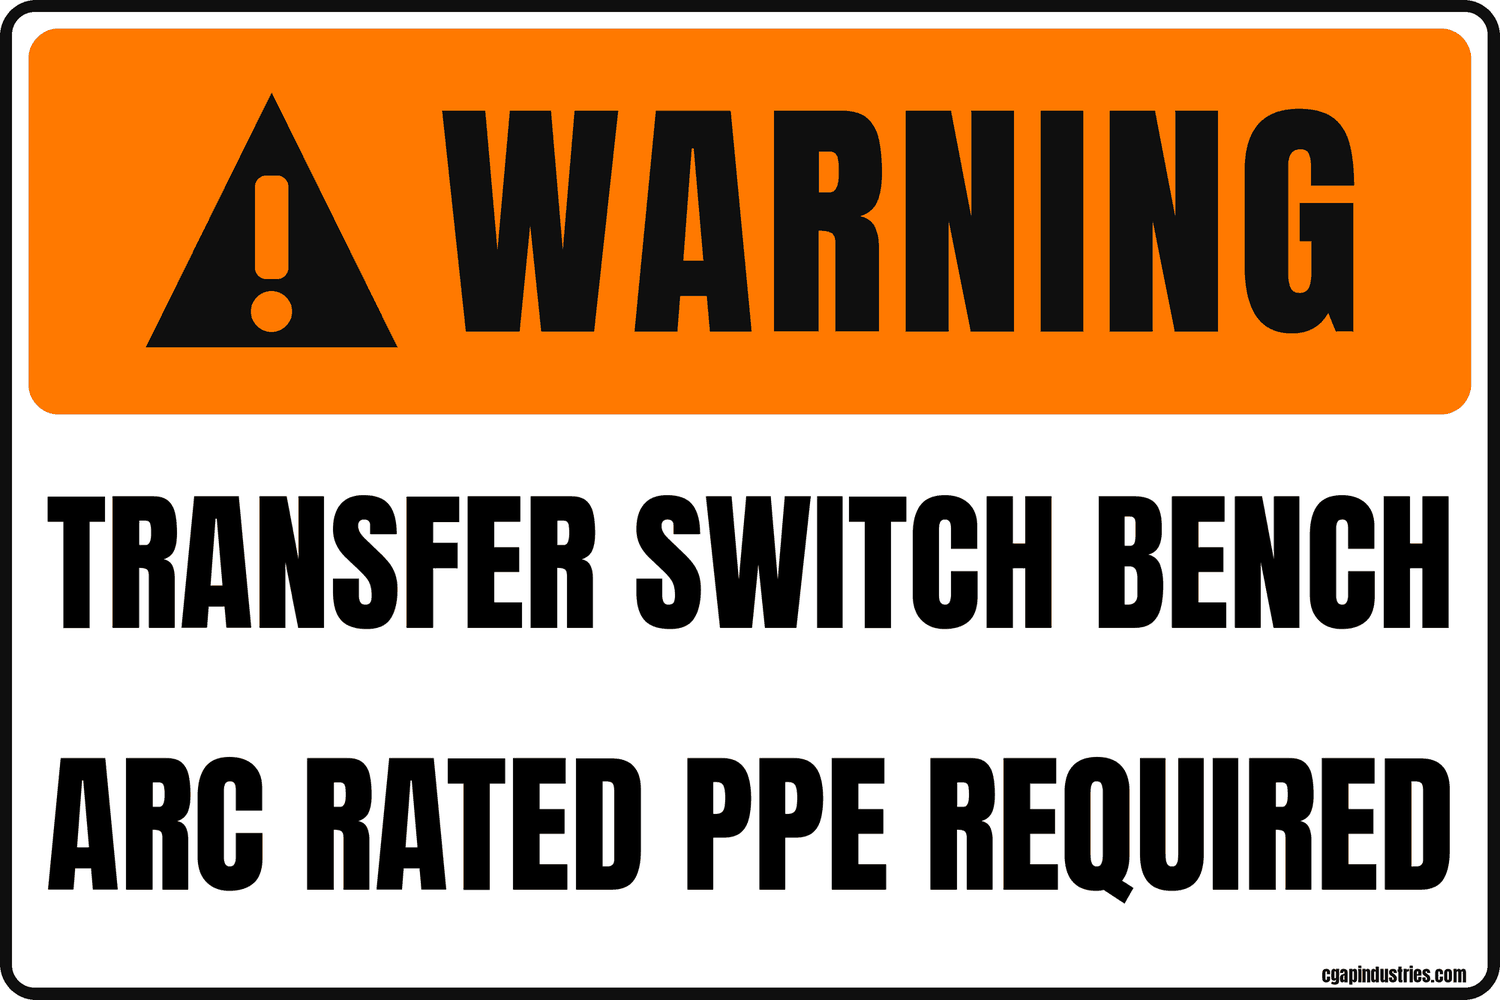 WARNING
TRANSFER SWITCH BENCH
ARC RATED PPE REQUIRED
cgapindustries.com